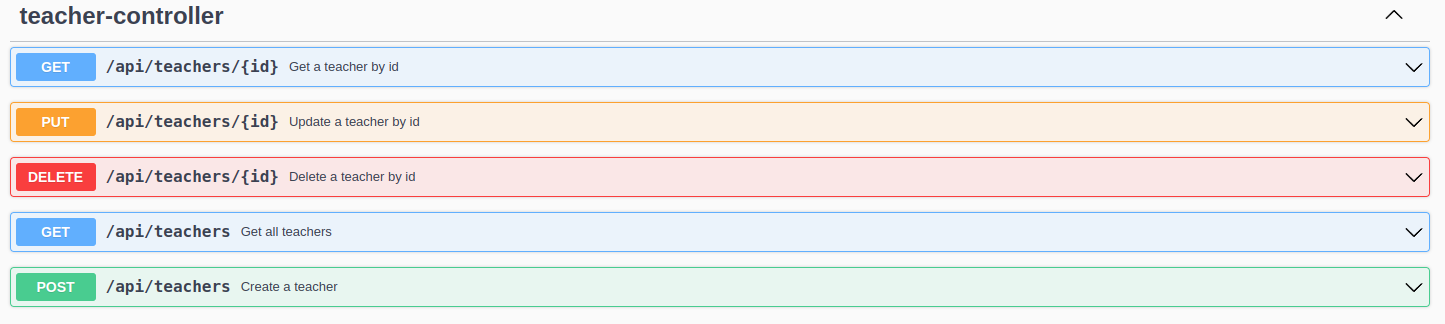 teacher-controller
GET /api/teachers/{id} Get a teacher by id
PUT /api/teachers/{id} Update a teacher by id
DELETE /api/teachers/{id} Delete a teacher by id
GET /api/teachers Get all teachers
POST /api/teachers Create a teacher